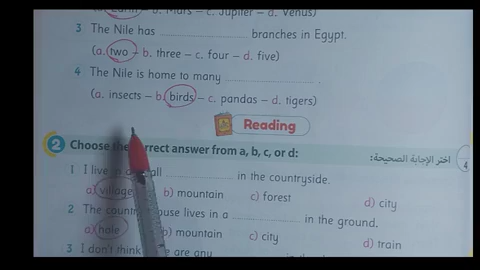 b. Mars – c. Jupiter – d. Venus)
3 The Nile has .................... branches in Egypt.
(a. two – b. three – c. four – d. five)
4 The Nile is home to many ....................
(a. insects – b. birds – c. pandas – d. tigers)
Reading
2 Choose the correct answer from a, b, c, or d: اختر الإجابة الصحيحة:
1 I live in a small .................... in the countryside.
a) village b) mountain c) forest d) city
2 The country mouse lives in a .................... in the ground.
a) hole b) mountain c) city d) train
3 I don't think are any